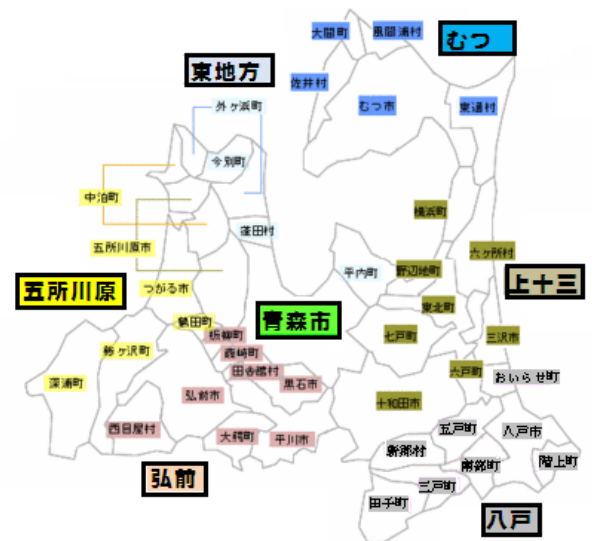 大間町
風間浦村
むつ
東地方
佐井村
むつ市
東通村
外ヶ浜町
今別町
中泊町
横浜町
蓬田村
五所川原市
六ヶ所村
平内町
野辺地町
上十三
五所川原
つがる市
東北町
青森市
鶴田町
板柳町
七戸町
三沢市
藤崎町
鯵ヶ沢町
田舎館村
六戸町
おいらせ町
深浦町
黒石市
弘前市
十和田市
西目屋村
大鰐町
平川市
五戸町
八戸市
新郷村
南部町
階上町
弘前
三戸町
田子町
八戸